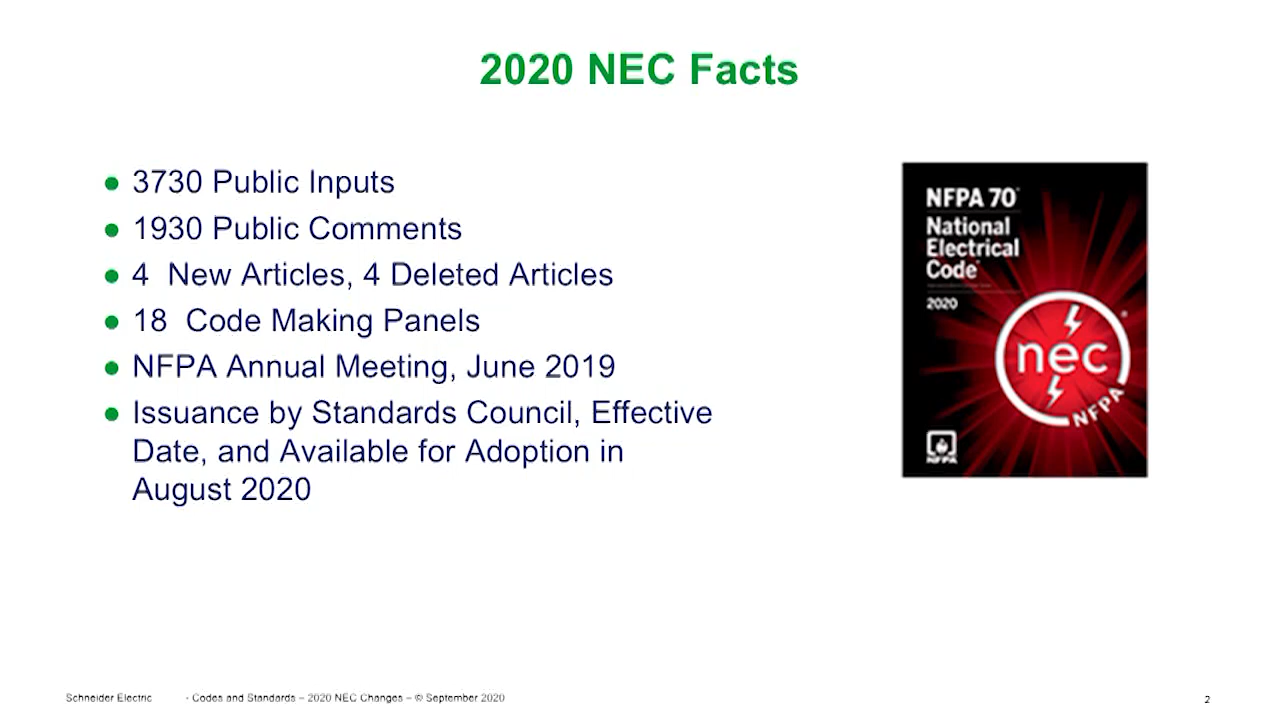 2020 NEC Facts
● 3730 Public Inputs
● 1930 Public Comments
● 4  New Articles, 4 Deleted Articles
● 18  Code Making Panels
● NFPA Annual Meeting, June 2019
● Issuance by Standards Council, Effective
Date, and Available for Adoption in
August 2020
NFPA 70®
National
Electrical
Code®
2020
nec®
NFPA
NFPA
Schneider Electric - Codes and Standards – 2020 NEC Changes – © September 2020
2